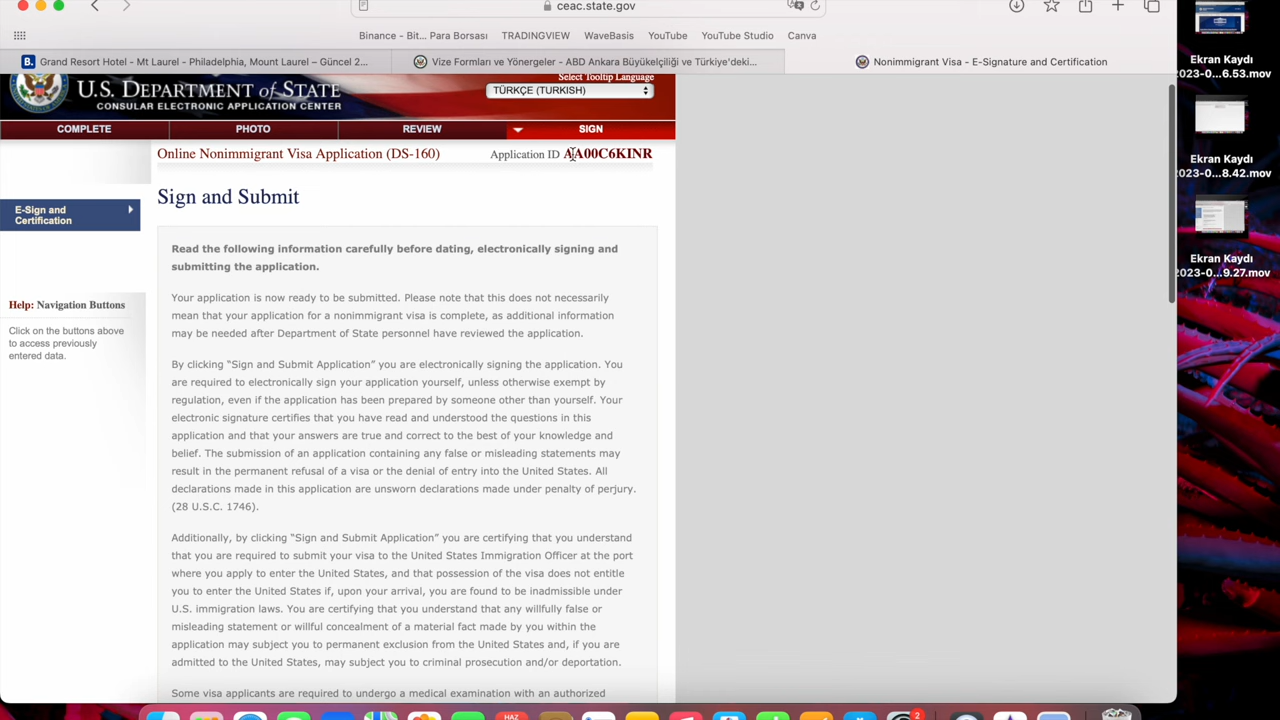 ceac.state.gov
Binance - Bit... Para Borsası TradingVIEW WaveBasis YouTube YouTube Studio Canva
B. Grand Resort Hotel - Mt Laurel - Philadelphia, Mount Laurel – Güncel 2...
Vize Formları ve Yönergeler - ABD Ankara Büyükelçiliği ve Türkiye'deki...
Nonimmigrant Visa - E-Signature and Certification
Select Tooltip Language
TÜRKÇE (TURKISH)
U.S. DEPARTMENT OF STATE
CONSULAR ELECTRONIC APPLICATION CENTER
COMPLETE PHOTO REVIEW SIGN
Online Nonimmigrant Visa Application (DS-160)
Application ID AA00C6KINR
Sign and Submit
E-Sign and
Certification
Help: Navigation Buttons
Click on the buttons above
to access previously
entered data.
Read the following information carefully before dating, electronically signing and
submitting the application.
Your application is now ready to be submitted. Please note that this does not necessarily
mean that your application for a nonimmigrant visa is complete, as additional information
may be needed after Department of State personnel have reviewed the application.
By clicking “Sign and Submit Application” you are electronically signing the application. You
are required to electronically sign your application yourself, unless otherwise exempt by
regulation, even if the application has been prepared by someone other than yourself. Your
electronic signature certifies that you have read and understood the questions in this
application and that your answers are true and correct to the best of your knowledge and
belief. The submission of an application containing any false or misleading statements may
result in the permanent refusal of a visa or the denial of entry into the United States. All
declarations made in this application are unsworn declarations made under penalty of perjury.
(28 U.S.C. 1746).
Additionally, by clicking “Sign and Submit Application” you are certifying that you understand
that you are required to submit your visa to the United States Immigration Officer at the port
where you apply to enter the United States, and that possession of the visa does not entitle
you to enter the United States if, upon your arrival, you are found to be inadmissible under
U.S. immigration laws. You are certifying that you understand that any willfully false or
misleading statement or willful concealment of a material fact made by you within the
application may subject you to permanent exclusion from the United States and, if you are
admitted to the United States, may subject you to criminal prosecution and/or deportation.
Some visa applicants are required to undergo a medical examination with an authorized
Ekran Kaydı
2023-0...6.53.mov
Ekran Kaydı
2023-0...8.42.mov
Ekran Kaydı
2023-0...9.27.mov
HAZ
2